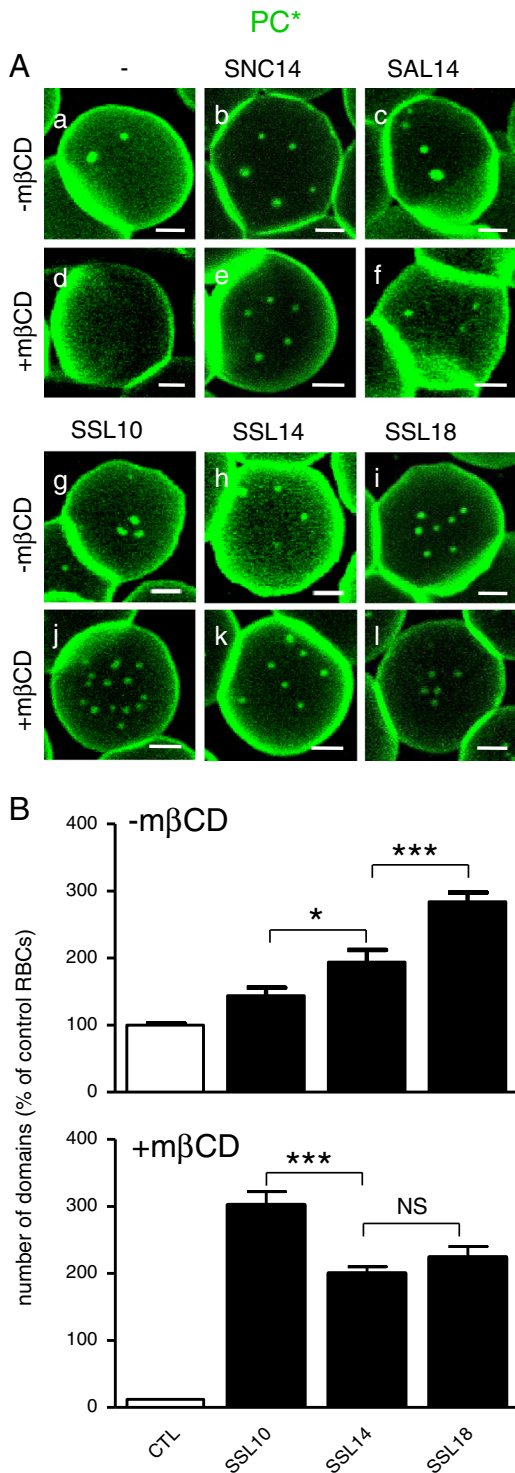 PC*
A
- SNC14 SAL14
-mβCD
a b c
+mβCD
d e f
SSL10 SSL14 SSL18
-mβCD
g h i
+mβCD
j k l
B
-mβCD
number of domains (% of control RBCs)
400
300
200
100
0
*
***
+mβCD
400
300
200
100
0
***
NS
CTL SSL10 SSL14 SSL18